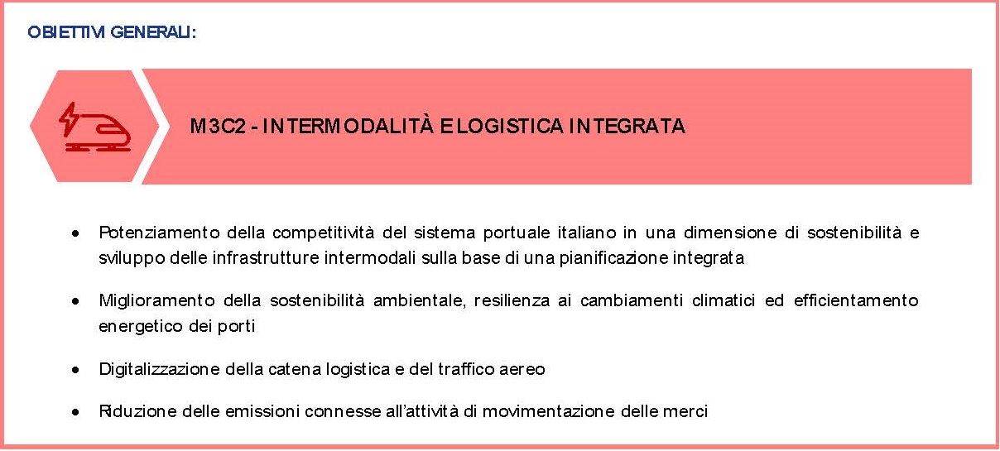 OBIETTIVI GENERALI:
M3C2 - INTERMODALITÀ E LOGISTICA INTEGRATA
• Potenziamento della competitività del sistema portuale italiano in una dimensione di sostenibilità e
sviluppo delle infrastrutture intermodali sulla base di una pianificazione integrata
• Miglioramento della sostenibilità ambientale, resilienza ai cambiamenti climatici ed efficientamento
energetico dei porti
• Digitalizzazione della catena logistica e del traffico aereo
• Riduzione delle emissioni connesse all'attività di movimentazione delle merci